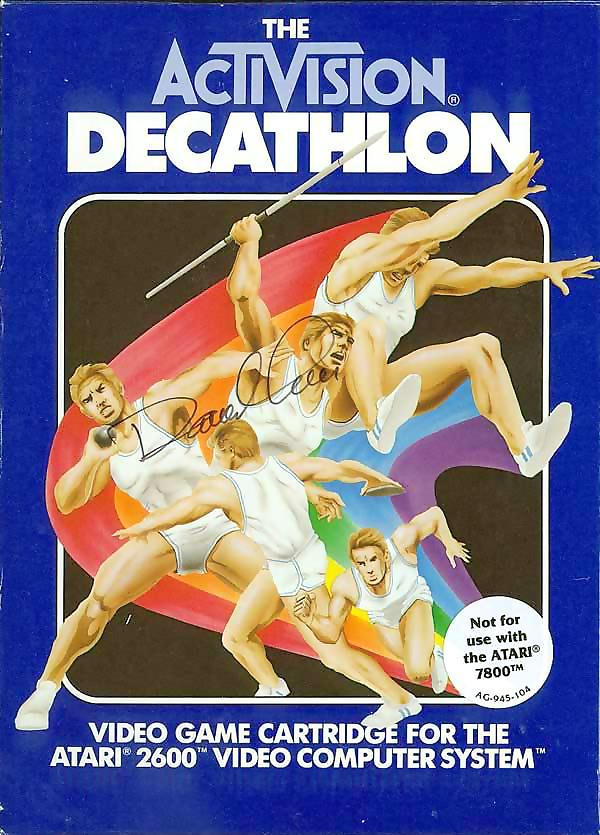 THE
ACTIVISION®
DECATHLON
Not for
use with
the ATARI®
7800™
AG-945-104
VIDEO GAME CARTRIDGE FOR THE
ATARI® 2600™ VIDEO COMPUTER SYSTEM™